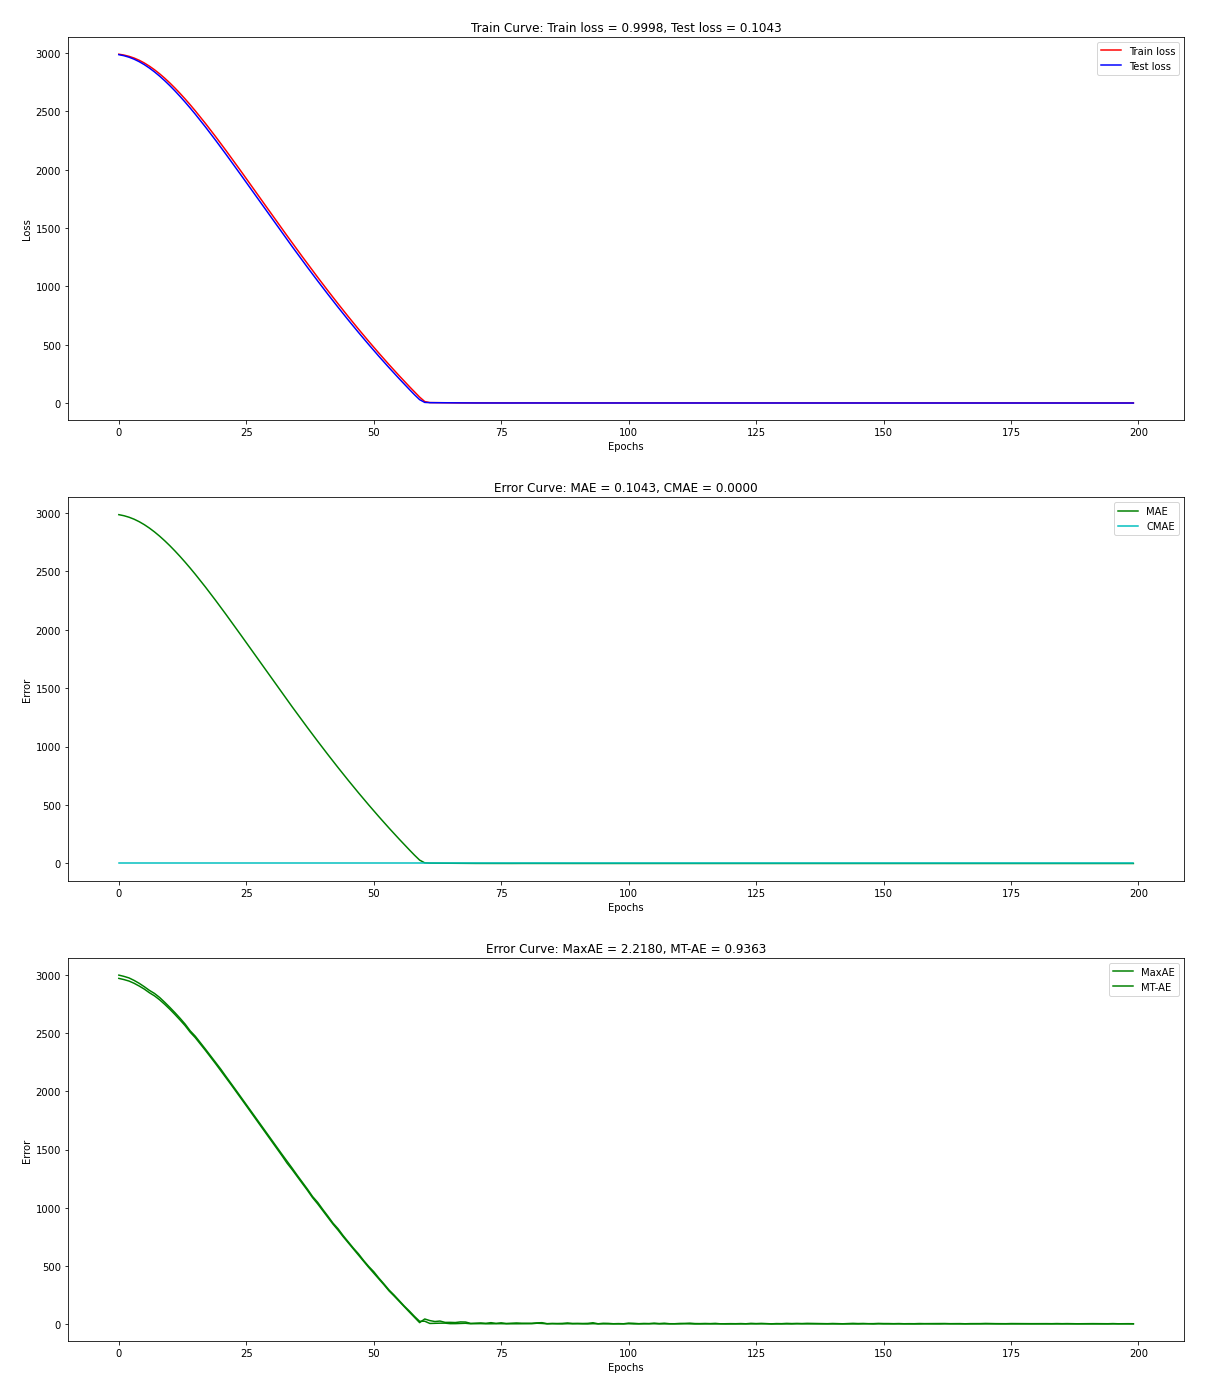 Train Curve: Train loss = 0.9998, Test loss = 0.1043
Train loss
Test loss
3000
2500
2000
1500
1000
500
0
Loss
0 25 50 75 100 125 150 175 200
Epochs
Error Curve: MAE = 0.1043, CMAE = 0.0000
MAE
CMAE
3000
2500
2000
1500
1000
500
0
Error
0 25 50 75 100 125 150 175 200
Epochs
Error Curve: MaxAE = 2.2180, MT-AE = 0.9363
MaxAE
MT-AE
3000
2500
2000
1500
1000
500
0
Error
0 25 50 75 100 125 150 175 200
Epochs